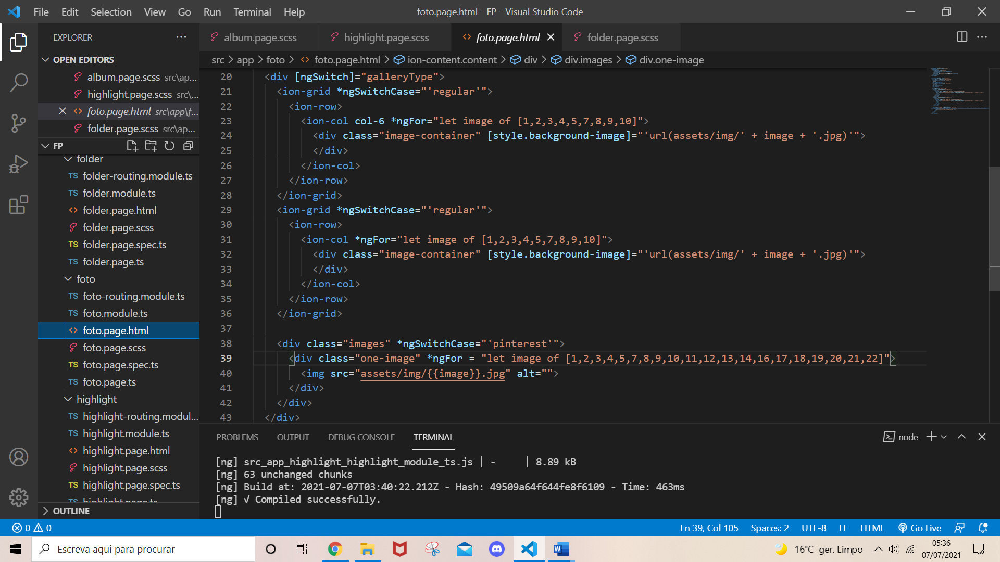 File Edit Selection View Go Run Terminal Help foto.page.html - FP - Visual Studio Code
EXPLORER
album.page.scss highlight.page.scss foto.page.html folder.page.scss
OPEN EDITORS
album.page.scss src\ap...
highlight.page.scss src\...
foto.page.html src\app\f...
folder.page.scss src\ap...
FP
folder
TS folder-routing.module.ts
TS folder.module.ts
folder.page.html
folder.page.scss
TS folder.page.spec.ts
TS folder.page.ts
foto
TS foto-routing.module.ts
TS foto.module.ts
foto.page.html
foto.page.scss
TS foto.page.spec.ts
TS foto.page.ts
highlight
TS highlight-routing.modul...
TS highlight.module.ts
highlight.page.html
highlight.page.scss
TS highlight.page.spec.ts
TS highlight.page.ts
OUTLINE
src > app > foto > foto.page.html > ion-content.content > div > div.images > div.one-image
20 <div [ngSwitch]="galleryType">
21 <ion-grid *ngSwitchCase="'regular'">
22 <ion-row>
23 <ion-col col-6 *ngFor="let image of [1,2,3,4,5,7,8,9,10]">
24 <div class="image-container" [style.background-image]="'url(assets/img/' + image + '.jpg)'">
25 </div>
26 </ion-col>
27 </ion-row>
28 </ion-grid>
29 <ion-grid *ngSwitchCase="'regular'">
30 <ion-row>
31 <ion-col *ngFor="let image of [1,2,3,4,5,7,8,9,10]">
32 <div class="image-container" [style.background-image]="'url(assets/img/' + image + '.jpg)'">
33 </div>
34 </ion-col>
35 </ion-row>
36 </ion-grid>
37
38 <div class="images" *ngSwitchCase="'pinterest'">
39 <div class="one-image" *ngFor = "let image of [1,2,3,4,5,7,8,9,10,11,12,13,14,16,17,18,19,20,21,22]">
40 <img src="assets/img/{{image}}.jpg" alt="">
41 </div>
42 </div>
43 </div>
PROBLEMS OUTPUT DEBUG CONSOLE TERMINAL node
[ng] src_app_highlight_highlight_module_ts.js | - | 8.89 kB
[ng] 63 unchanged chunks
[ng] Build at: 2021-07-07T03:40:22.212Z - Hash: 49509a64f644fe8f6109 - Time: 463ms
[ng] √ Compiled successfully.
0 0 Ln 39, Col 105 Spaces: 2 UTF-8 LF HTML Go Live
Escreva aqui para procurar
16°C ger. Limpo
05:36
07/07/2021